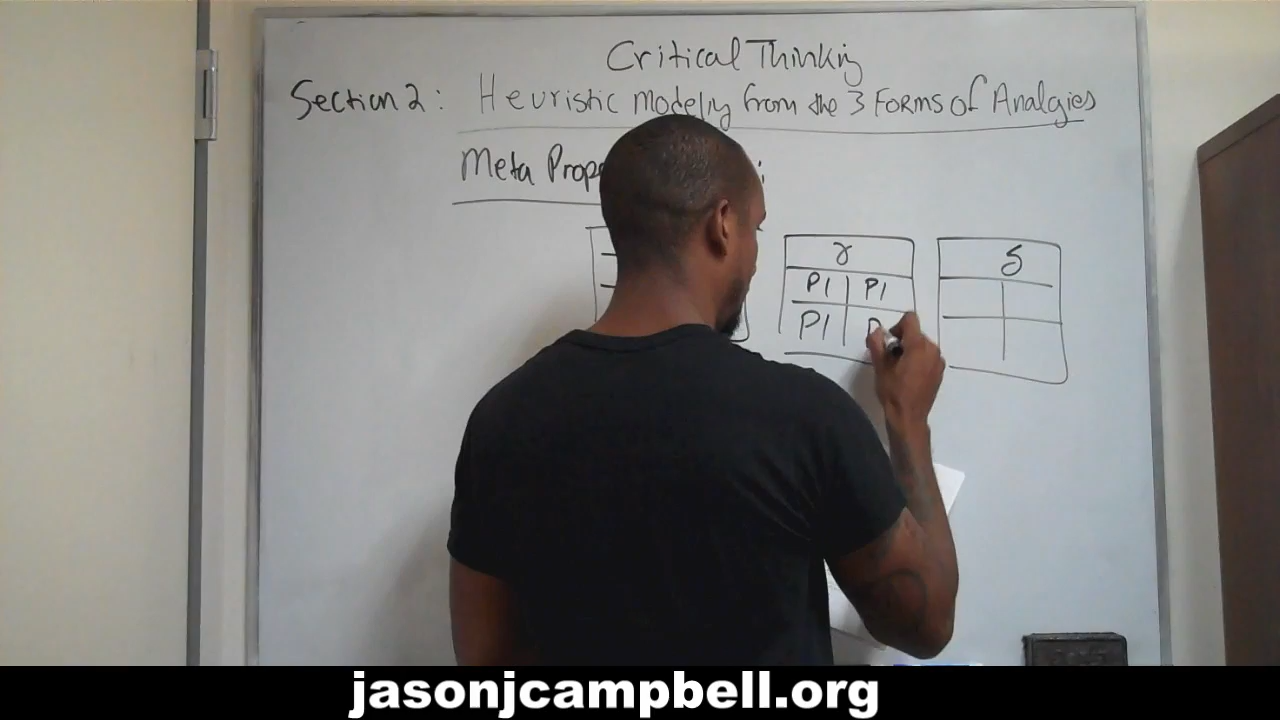 Critical Thinking
Section 2: Heuristic Modeling from the 3 Forms of Analgies
Meta Prop
γ δ
P1 P1
P1 P
jasonjcampbell.org